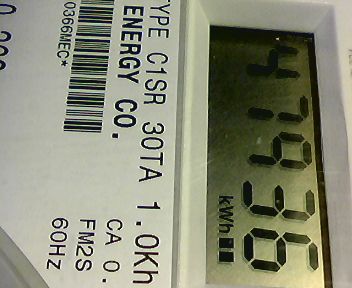 TYPE C1SR 30TA 1.0Kh
ENERGY CO.
CA 0.
FM2S
60HZ
0366MEC*
47936
kWh